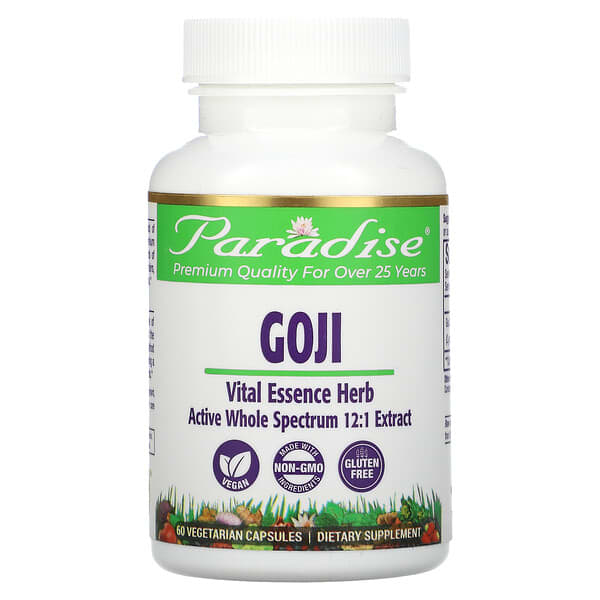 Paradise®
Premium Quality For Over 25 Years
GOJI
Vital Essence Herb
Active Whole Spectrum 12:1 Extract
VEGAN
MADE WITH
NON-GMO
INGREDIENTS
GLUTEN
FREE
60 VEGETARIAN CAPSULES | DIETARY SUPPLEMENT